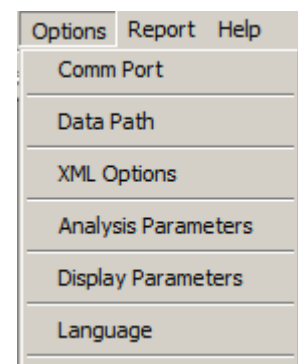 Options Report Help
Comm Port
Data Path
XML Options
Analysis Parameters
Display Parameters
Language